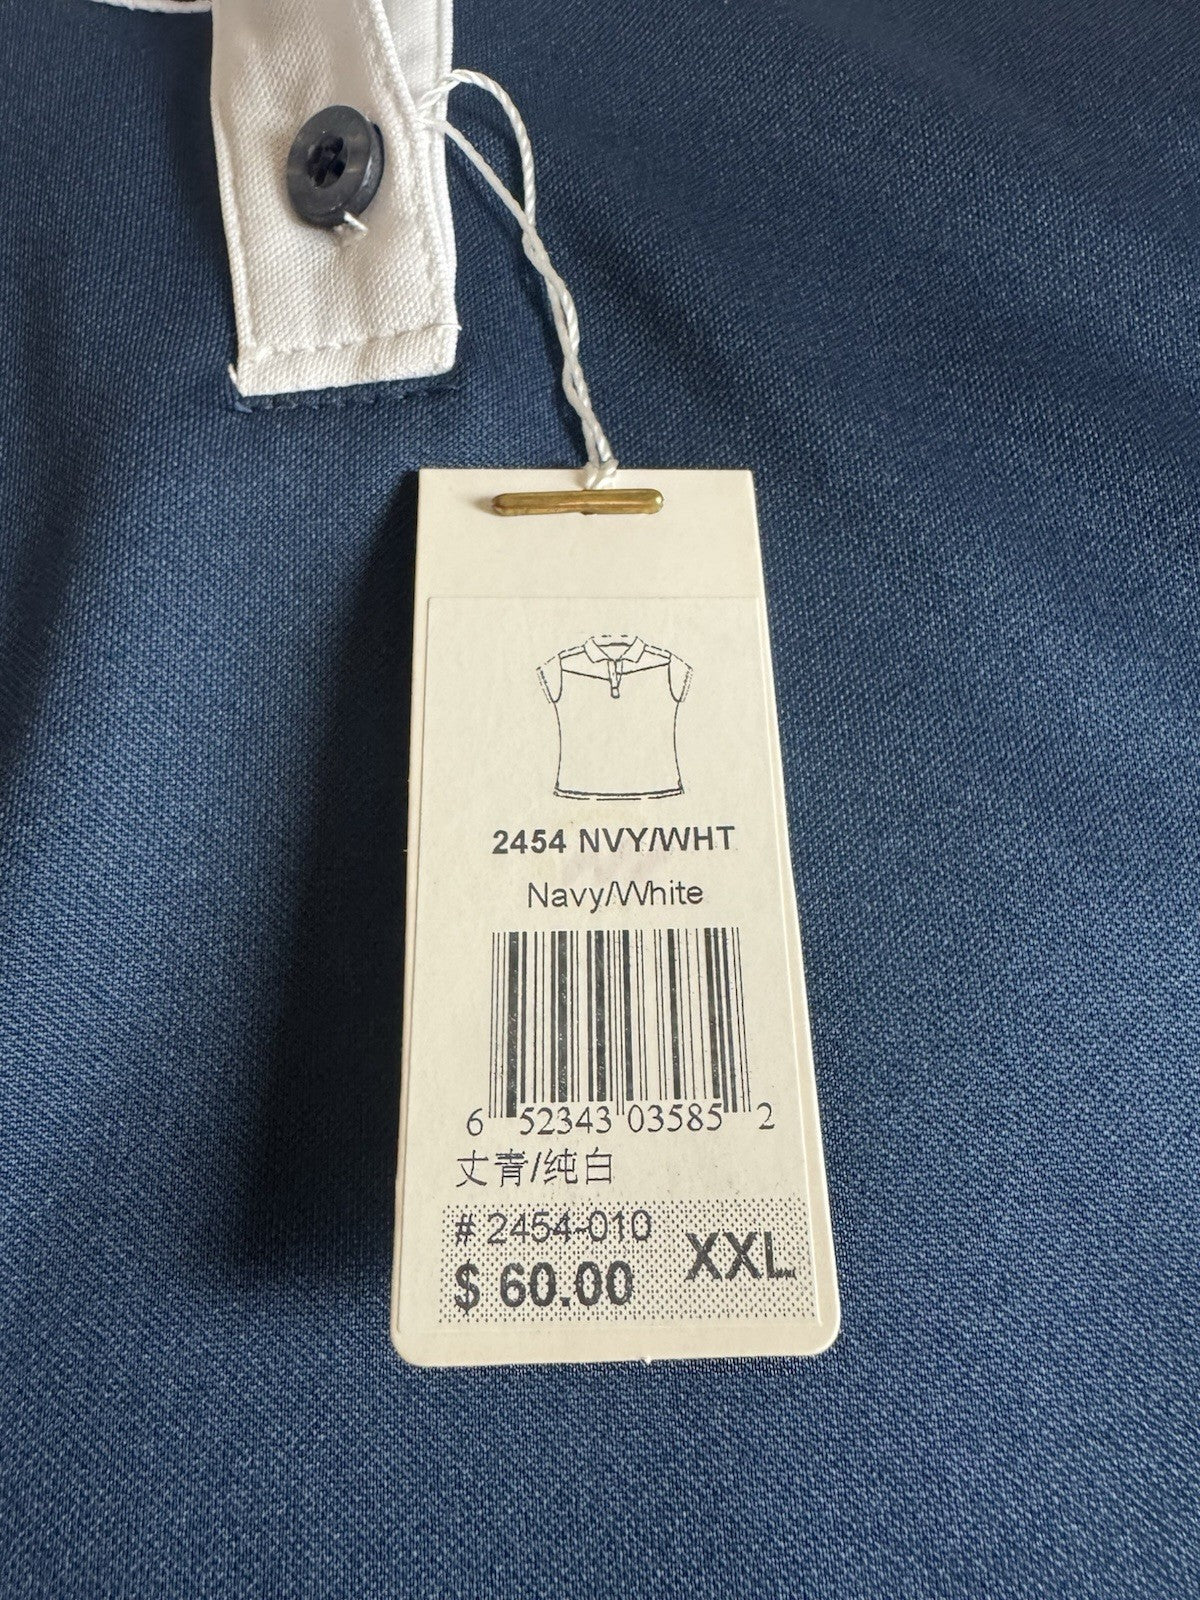 2454 NVY/WHT
Navy/White
6 52343 03585 2
丈青/纯白
# 2454-010
$ 60.00
XXL